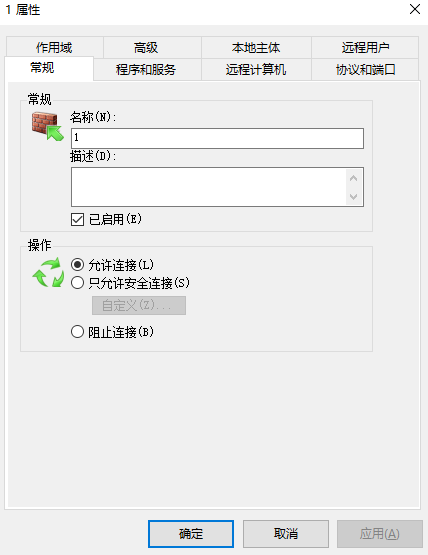 1 属性
作用域 高级 本地主体 远程用户
常规 程序和服务 远程计算机 协议和端口
常规
名称(N):
1
描述(D):
已启用(E)
操作
允许连接(L)
只允许安全连接(S)
自定义(Z)...
阻止连接(B)
确定 取消 应用(A)